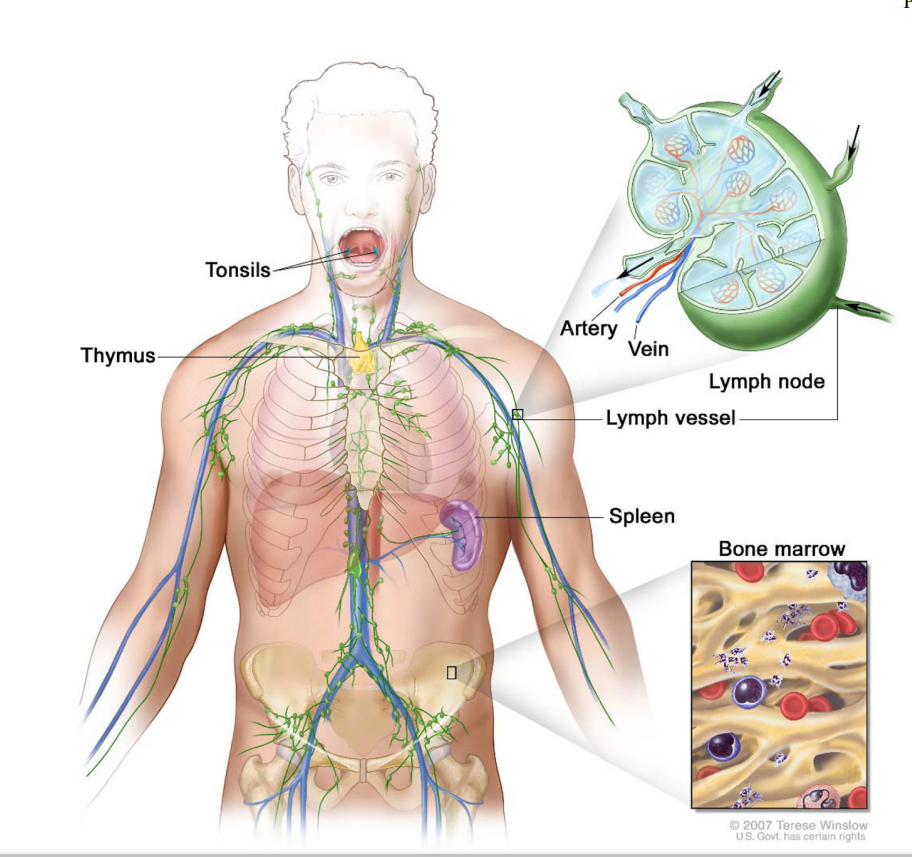 P
Tonsils
Thymus
Artery
Vein
Lymph node
Lymph vessel
Spleen
Bone marrow
© 2007 Terese Winslow
U.S. Govt. has certain rights